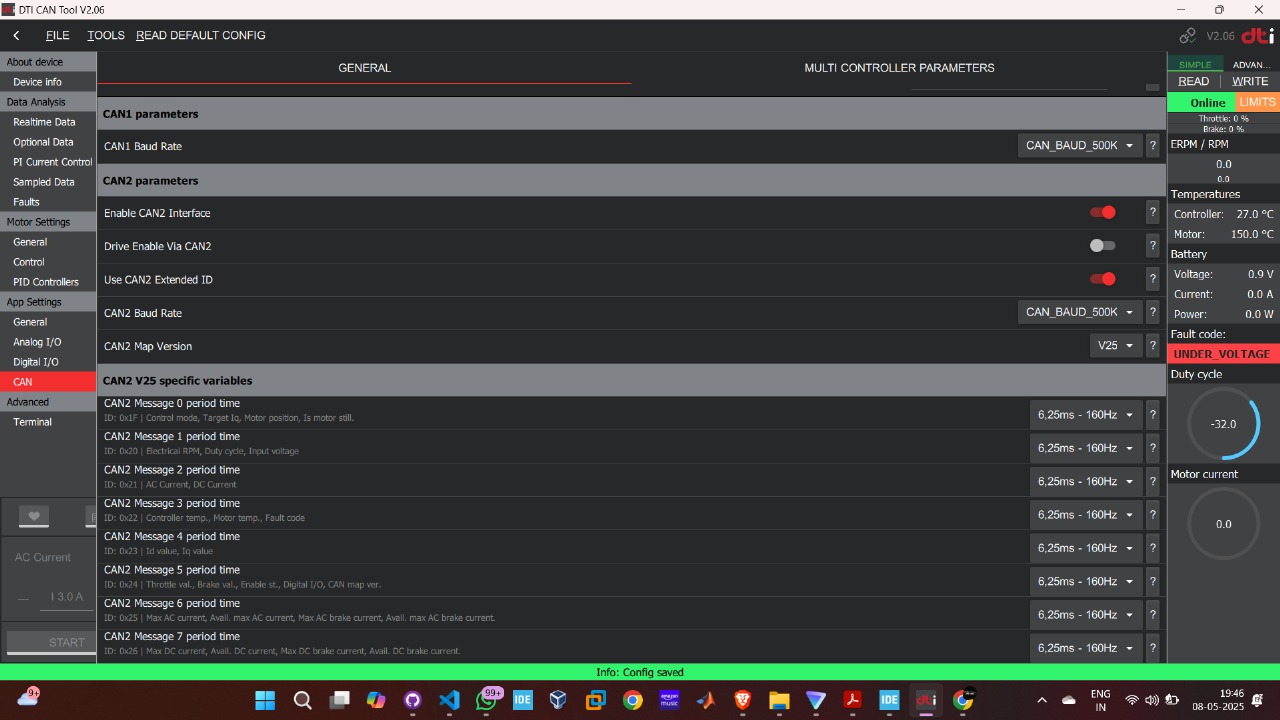 DTI CAN Tool V2.06
FILE TOOLS READ DEFAULT CONFIG
V2.06 dti
About device
Device info
Data Analysis
Realtime Data
Optional Data
PI Current Control
Sampled Data
Faults
Motor Settings
General
Control
PID Controllers
App Settings
General
Analog I/O
Digital I/O
CAN
Advanced
Terminal
AC Current
I 3.0 A
START
GENERAL MULTI CONTROLLER PARAMETERS
CAN1 parameters
CAN1 Baud Rate CAN_BAUD_500K ?
CAN2 parameters
Enable CAN2 Interface ?
Drive Enable Via CAN2 ?
Use CAN2 Extended ID ?
CAN2 Baud Rate CAN_BAUD_500K ?
CAN2 Map Version V25 ?
CAN2 V25 specific variables
CAN2 Message 0 period time
ID: 0x1F | Control mode, Target Iq, Motor position, Is motor still.
6,25ms - 160Hz ?
CAN2 Message 1 period time
ID: 0x20 | Electrical RPM, Duty cycle, Input voltage
6,25ms - 160Hz ?
CAN2 Message 2 period time
ID: 0x21 | AC Current, DC Current
6,25ms - 160Hz ?
CAN2 Message 3 period time
ID: 0x22 | Controller temp., Motor temp., Fault code
6,25ms - 160Hz ?
CAN2 Message 4 period time
ID: 0x23 | Id value, Iq value
6,25ms - 160Hz ?
CAN2 Message 5 period time
ID: 0x24 | Throttle val., Brake val., Enable st., Digital I/O, CAN map ver.
6,25ms - 160Hz ?
CAN2 Message 6 period time
ID: 0x25 | Max AC current, Avail. max AC current, Max AC brake current, Avail. max AC brake current.
6,25ms - 160Hz ?
CAN2 Message 7 period time
ID: 0x26 | Max DC current, Avail. DC current, Max DC brake current, Avail. DC brake current.
6,25ms - 160Hz ?
SIMPLE ADVAN...
READ WRITE
Online LIMITS
Throttle: 0 %
Brake: 0 %
ERPM / RPM
0.0
0.0
Temperatures
Controller: 27.0 °C
Motor: 150.0 °C
Battery
Voltage: 0.9 V
Current: 0.0 A
Power: 0.0 W
Fault code:
UNDER_VOLTAGE
Duty cycle
-32.0
Motor current
0.0
Info: Config saved
9+
99+
IDE
amazon music
IDE
dti
ENG
IN
19:46
08-05-2025